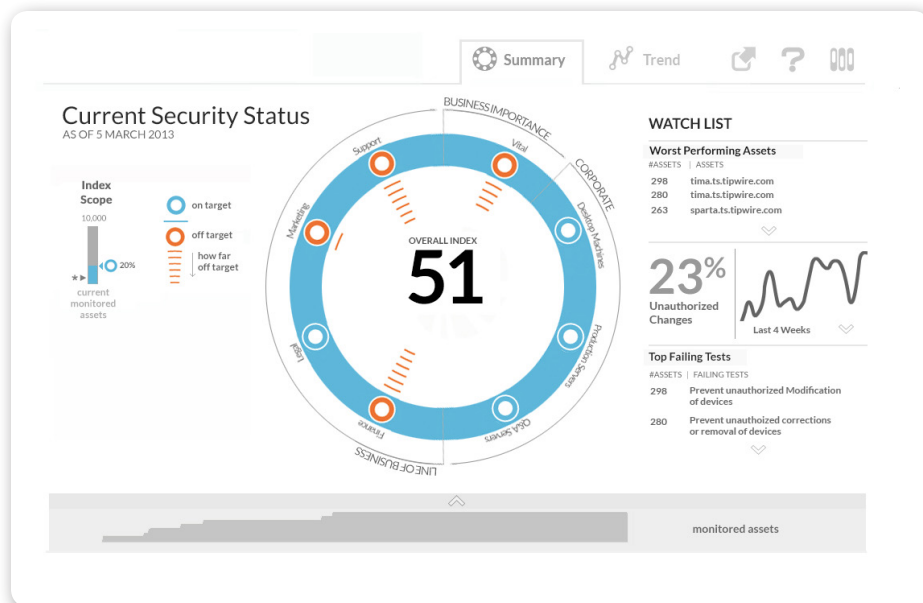 Summary
Trend
Current Security Status
AS OF 5 MARCH 2013
Index
Scope
10,000
20%
current
monitored
assets
on target
off target
how far
off target
BUSINESS IMPORTANCE
CORPORATE
LINE OF BUSINESS
Support
Vital
Marketing
Desktop Machines
Legal
Production Servers
Finance
Q&A Servers
OVERALL INDEX
51
WATCH LIST
Worst Performing Assets
#ASSETS | ASSETS
298 tima.ts.tipwire.com
280 tima.ts.tipwire.com
263 sparta.ts.tipwire.com
23%
Unauthorized
Changes
Last 4 Weeks
Top Failing Tests
#ASSETS | FAILING TESTS
298 Prevent unauthorized Modification
of devices
280 Prevent unauthoized corrections
or removal of devices
monitored assets